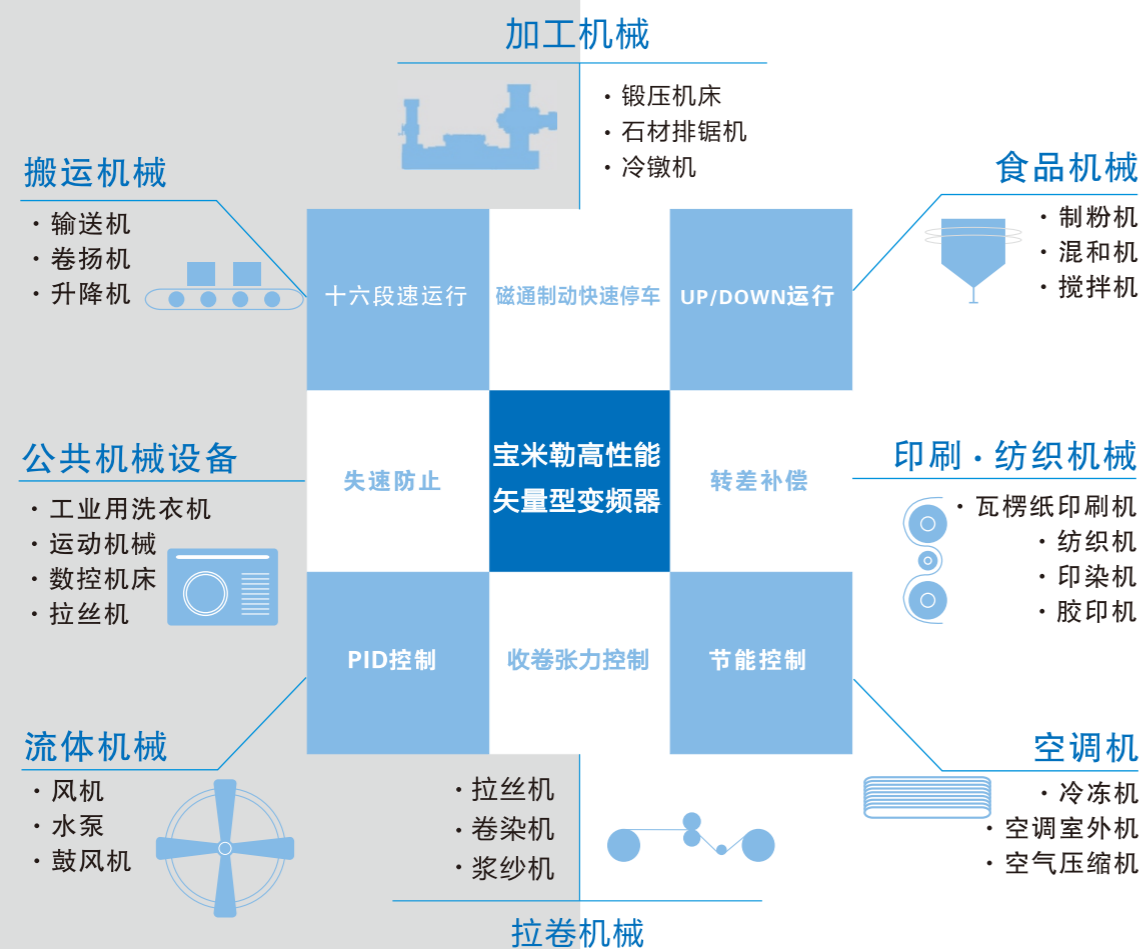 加工机械
· 锻压机床
· 石材排锯机
· 冷镦机
搬运机械
· 输送机
· 卷扬机
· 升降机
食品机械
· 制粉机
· 混和机
· 搅拌机
十六段速运行
磁通制动快速停车
UP/DOWN运行
公共机械设备
· 工业用洗衣机
· 运动机械
· 数控机床
· 拉丝机
失速防止
宝米勒高性能
矢量型变频器
转差补偿
印刷·纺织机械
· 瓦楞纸印刷机
· 纺织机
· 印染机
· 胶印机
PID控制
收卷张力控制
节能控制
流体机械
· 风机
· 水泵
· 鼓风机
· 拉丝机
· 卷染机
· 浆纱机
拉卷机械
空调机
· 冷冻机
· 空调室外机
· 空气压缩机